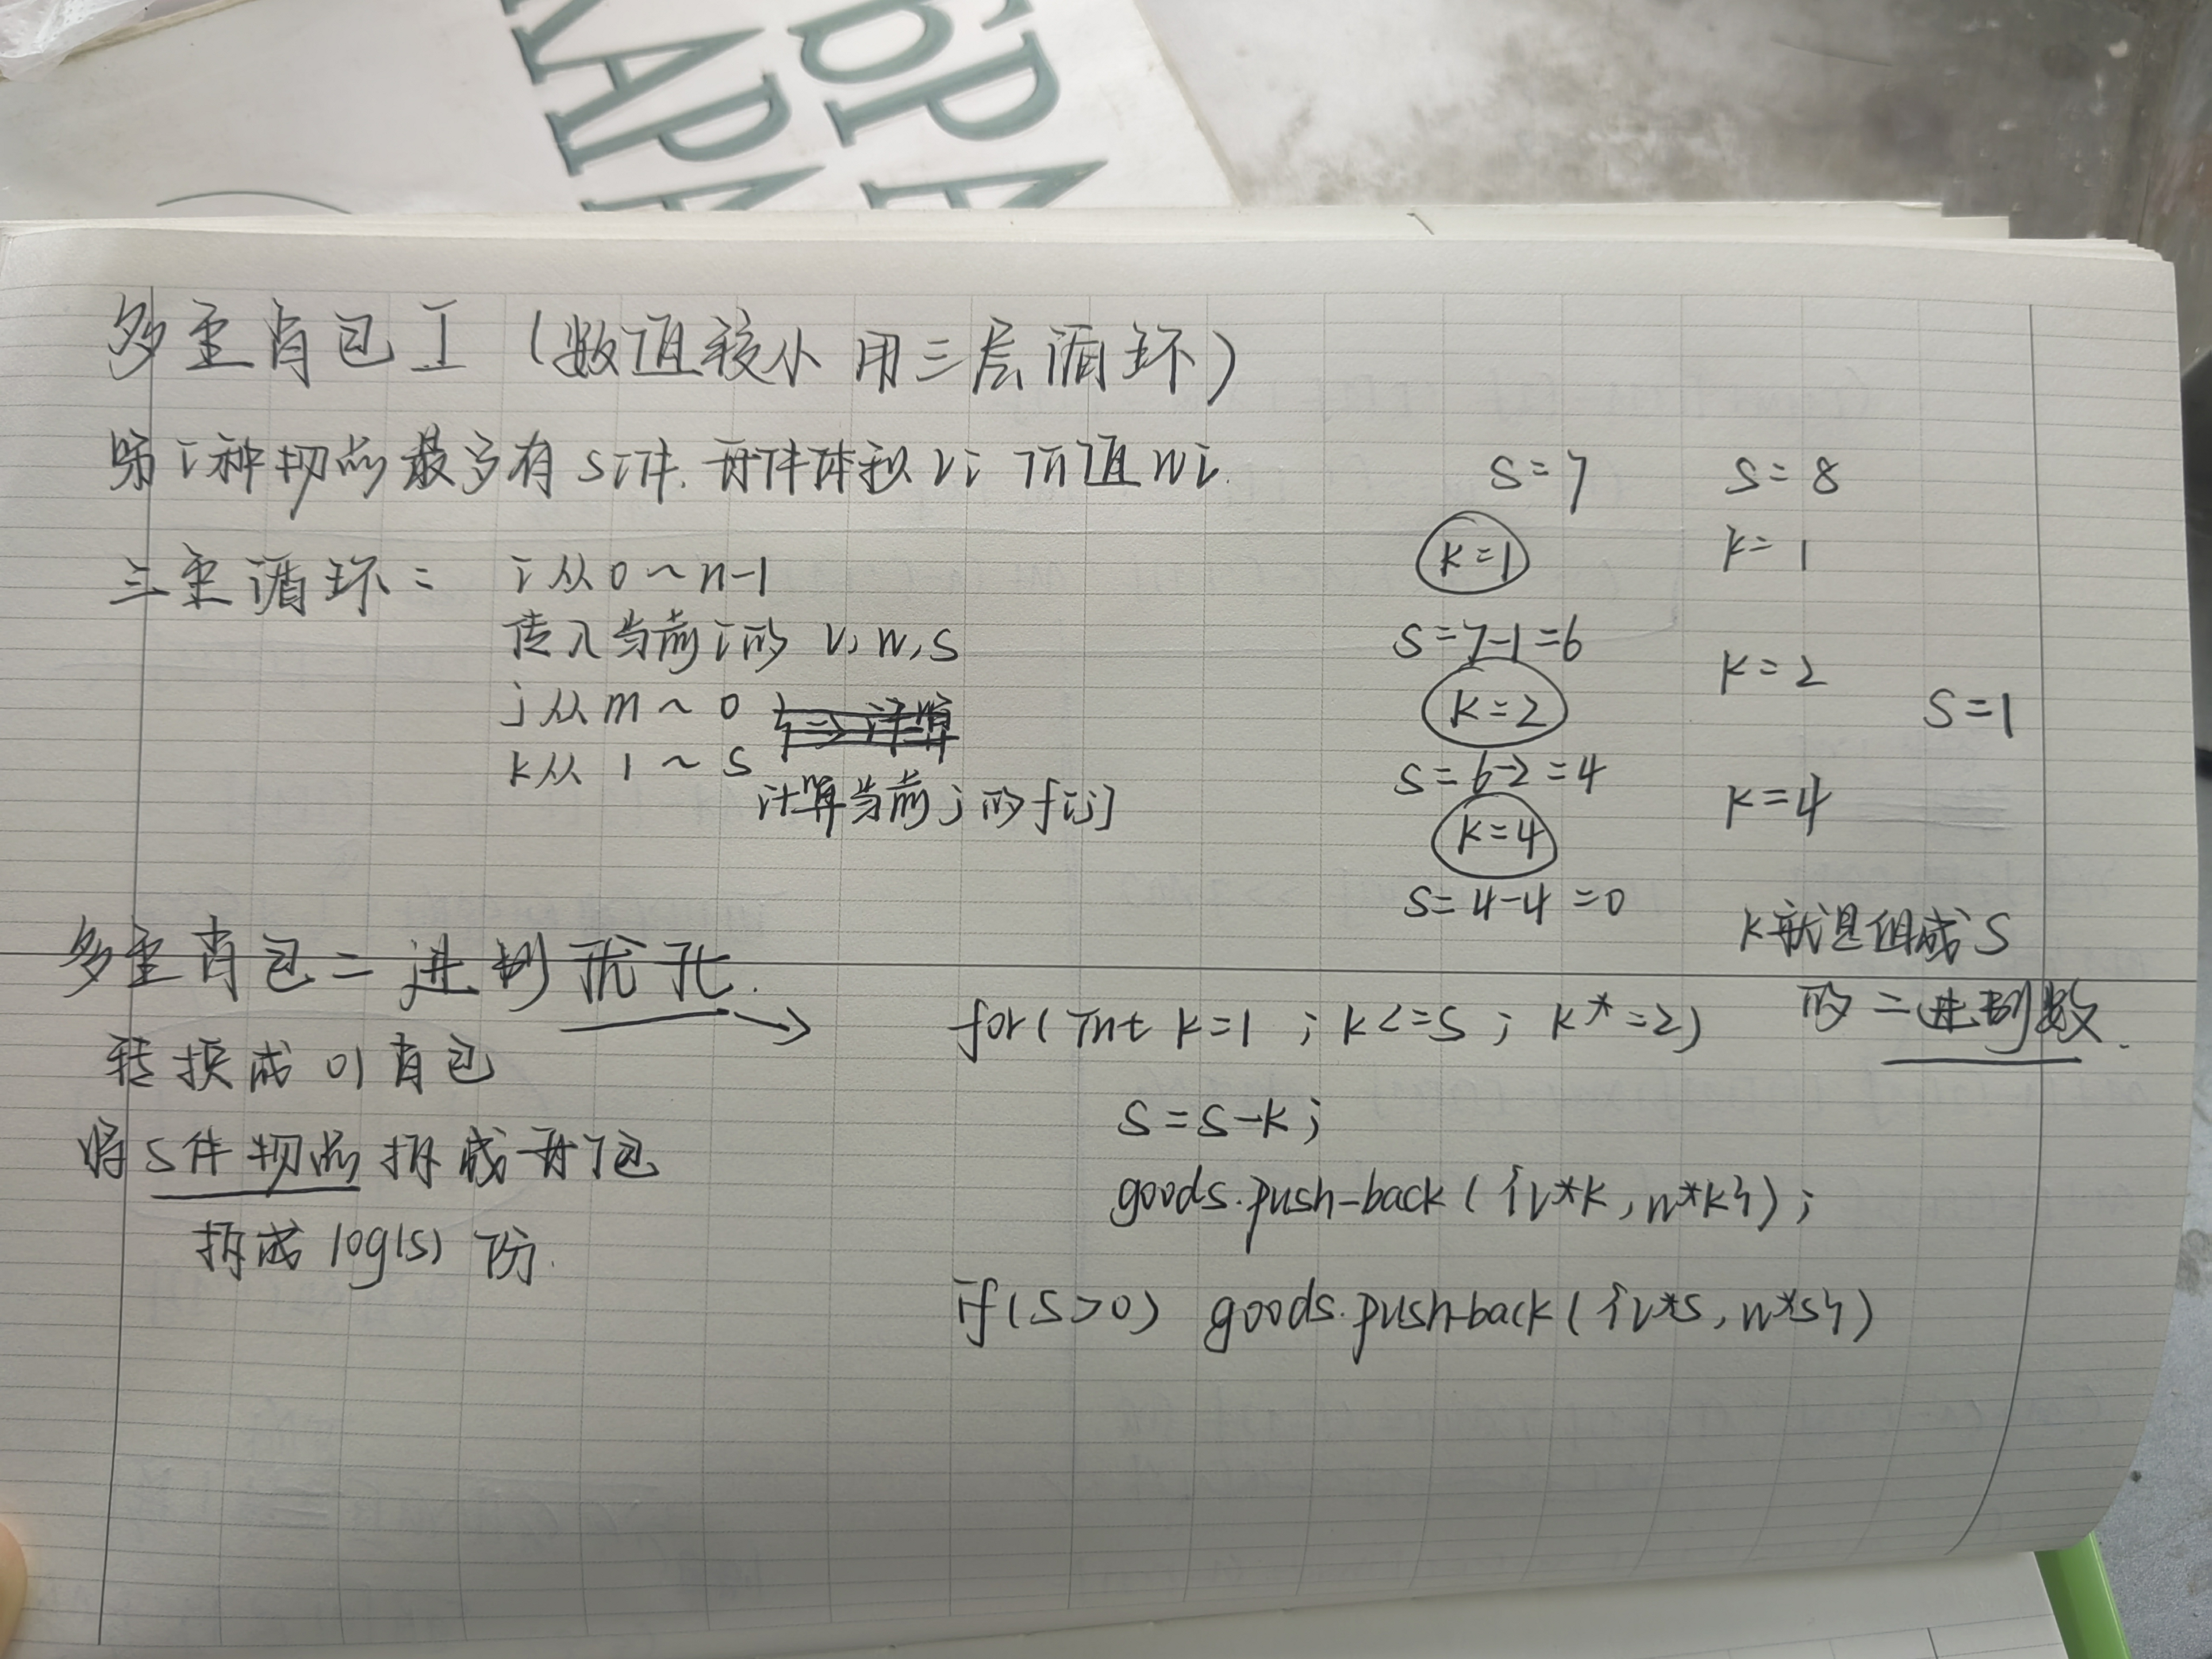 多重背包I (数值较小 用三层循环)
第i种物品最多有si件. 每件体积vi 价值wi.
三重循环: i从0~n-1
传入当前i的 v, w, s
j从m~0
k从 1~s
计算当前j的f[j]
S=7
k=1
S=7-1=6
k=2
S=6-2=4
k=4
S=4-4=0
S=8
k=1
k=2
S=1
k=4
k就是组成S
的二进制数.
多重背包二进制优化.
转换成01背包
将s件物品拆成每1包
拆成log(s)份.
for(int k=1; k<=s; k*=2)
s=s-k;
goods.push-back({v*k, w*k});
if(s>0) goods.push-back({v*s, w*s})